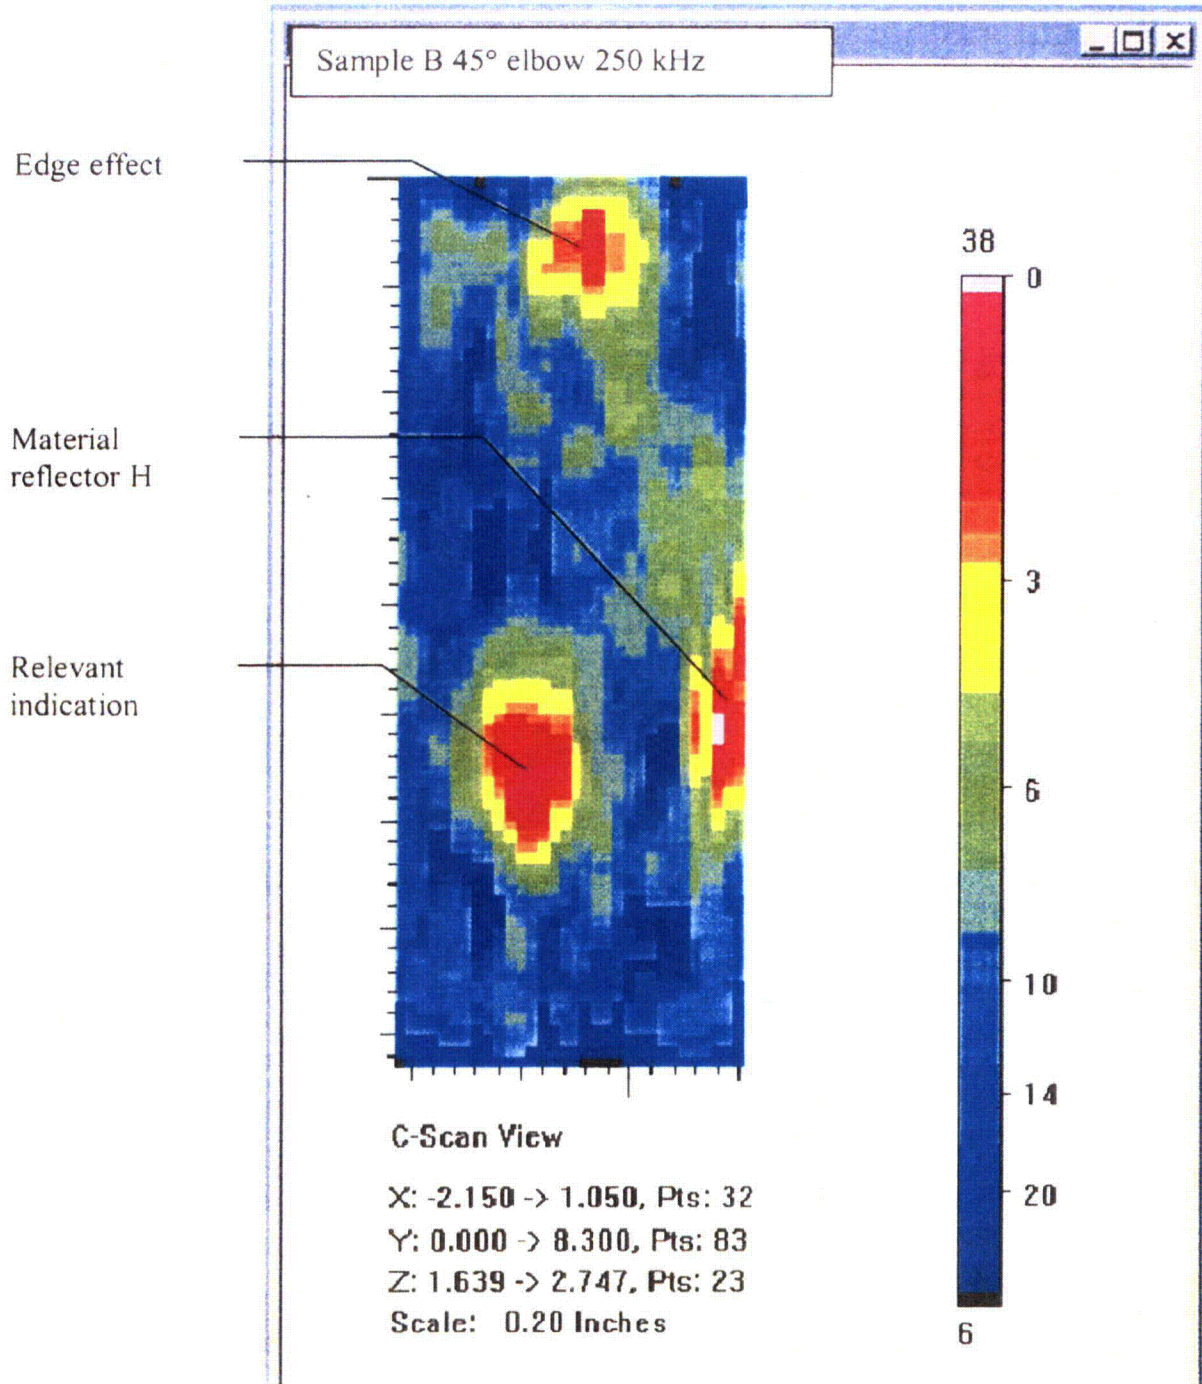 Sample B 45° elbow 250 kHz
Edge effect
Material
reflector H
Relevant
indication
38
0
3
6
10
14
20
6
C-Scan View
X: -2.150 -> 1.050, Pts: 32
Y: 0.000 -> 8.300, Pts: 83
Z: 1.639 -> 2.747, Pts: 23
Scale: 0.20 Inches